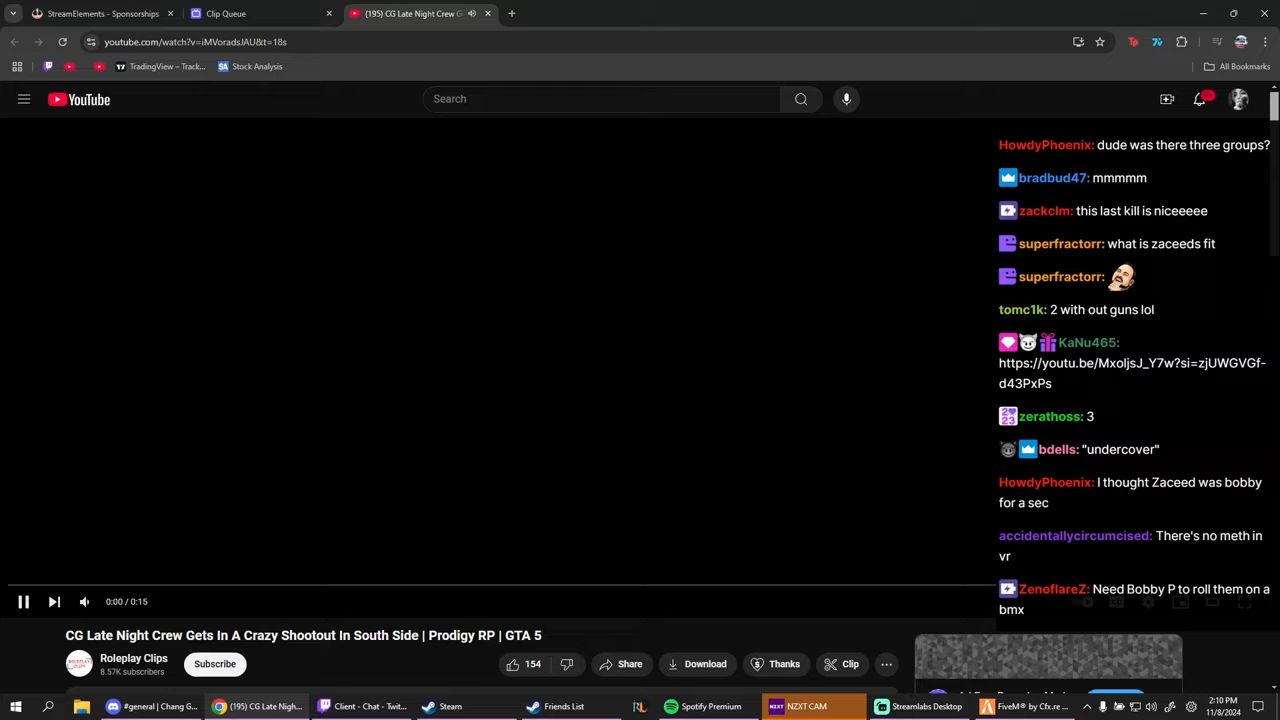 StreamElements - Sponsorships
Clip Queue
(195) CG Late Night Crew G
youtube.com/watch?v=iMVoradsJAU&t=18s
TradingView – Track...
SA
Stock Analysis
All Bookmarks
YouTube
Search
9+
HowdyPhoenix: dude was there three groups?
bradbud47: mmmmm
zackclm: this last kill is niceeeee
superfractorr: what is zaceeds fit
superfractorr:
tomc1k: 2 with out guns lol
KaNu465:
https://youtu.be/MxoljsJ_Y7w?si=zjUWGVGf-
d43PxPs
zerathoss: 3
bdells: "undercover"
HowdyPhoenix: I thought Zaceed was bobby
for a sec
accidentallycircumcised: There's no meth in
vr
ZenoflareZ: Need Bobby P to roll them on a
bmx
0:00 / 0:15
CG Late Night Crew Gets In A Crazy Shootout In South Side | Prodigy RP | GTA 5
Roleplay Clips
8.57K subscribers
Subscribe
154
Share
Download
Thanks
Clip
#general | Chang G...
(195) CG Late Nigh...
Client - Chat - Twit...
Steam
Friends List
RL
Spotify Premium
NZXT
NZXT CAM
Streamlabs Desktop
FiveM® by Cfx.re ...
2:10 PM
11/8/2024